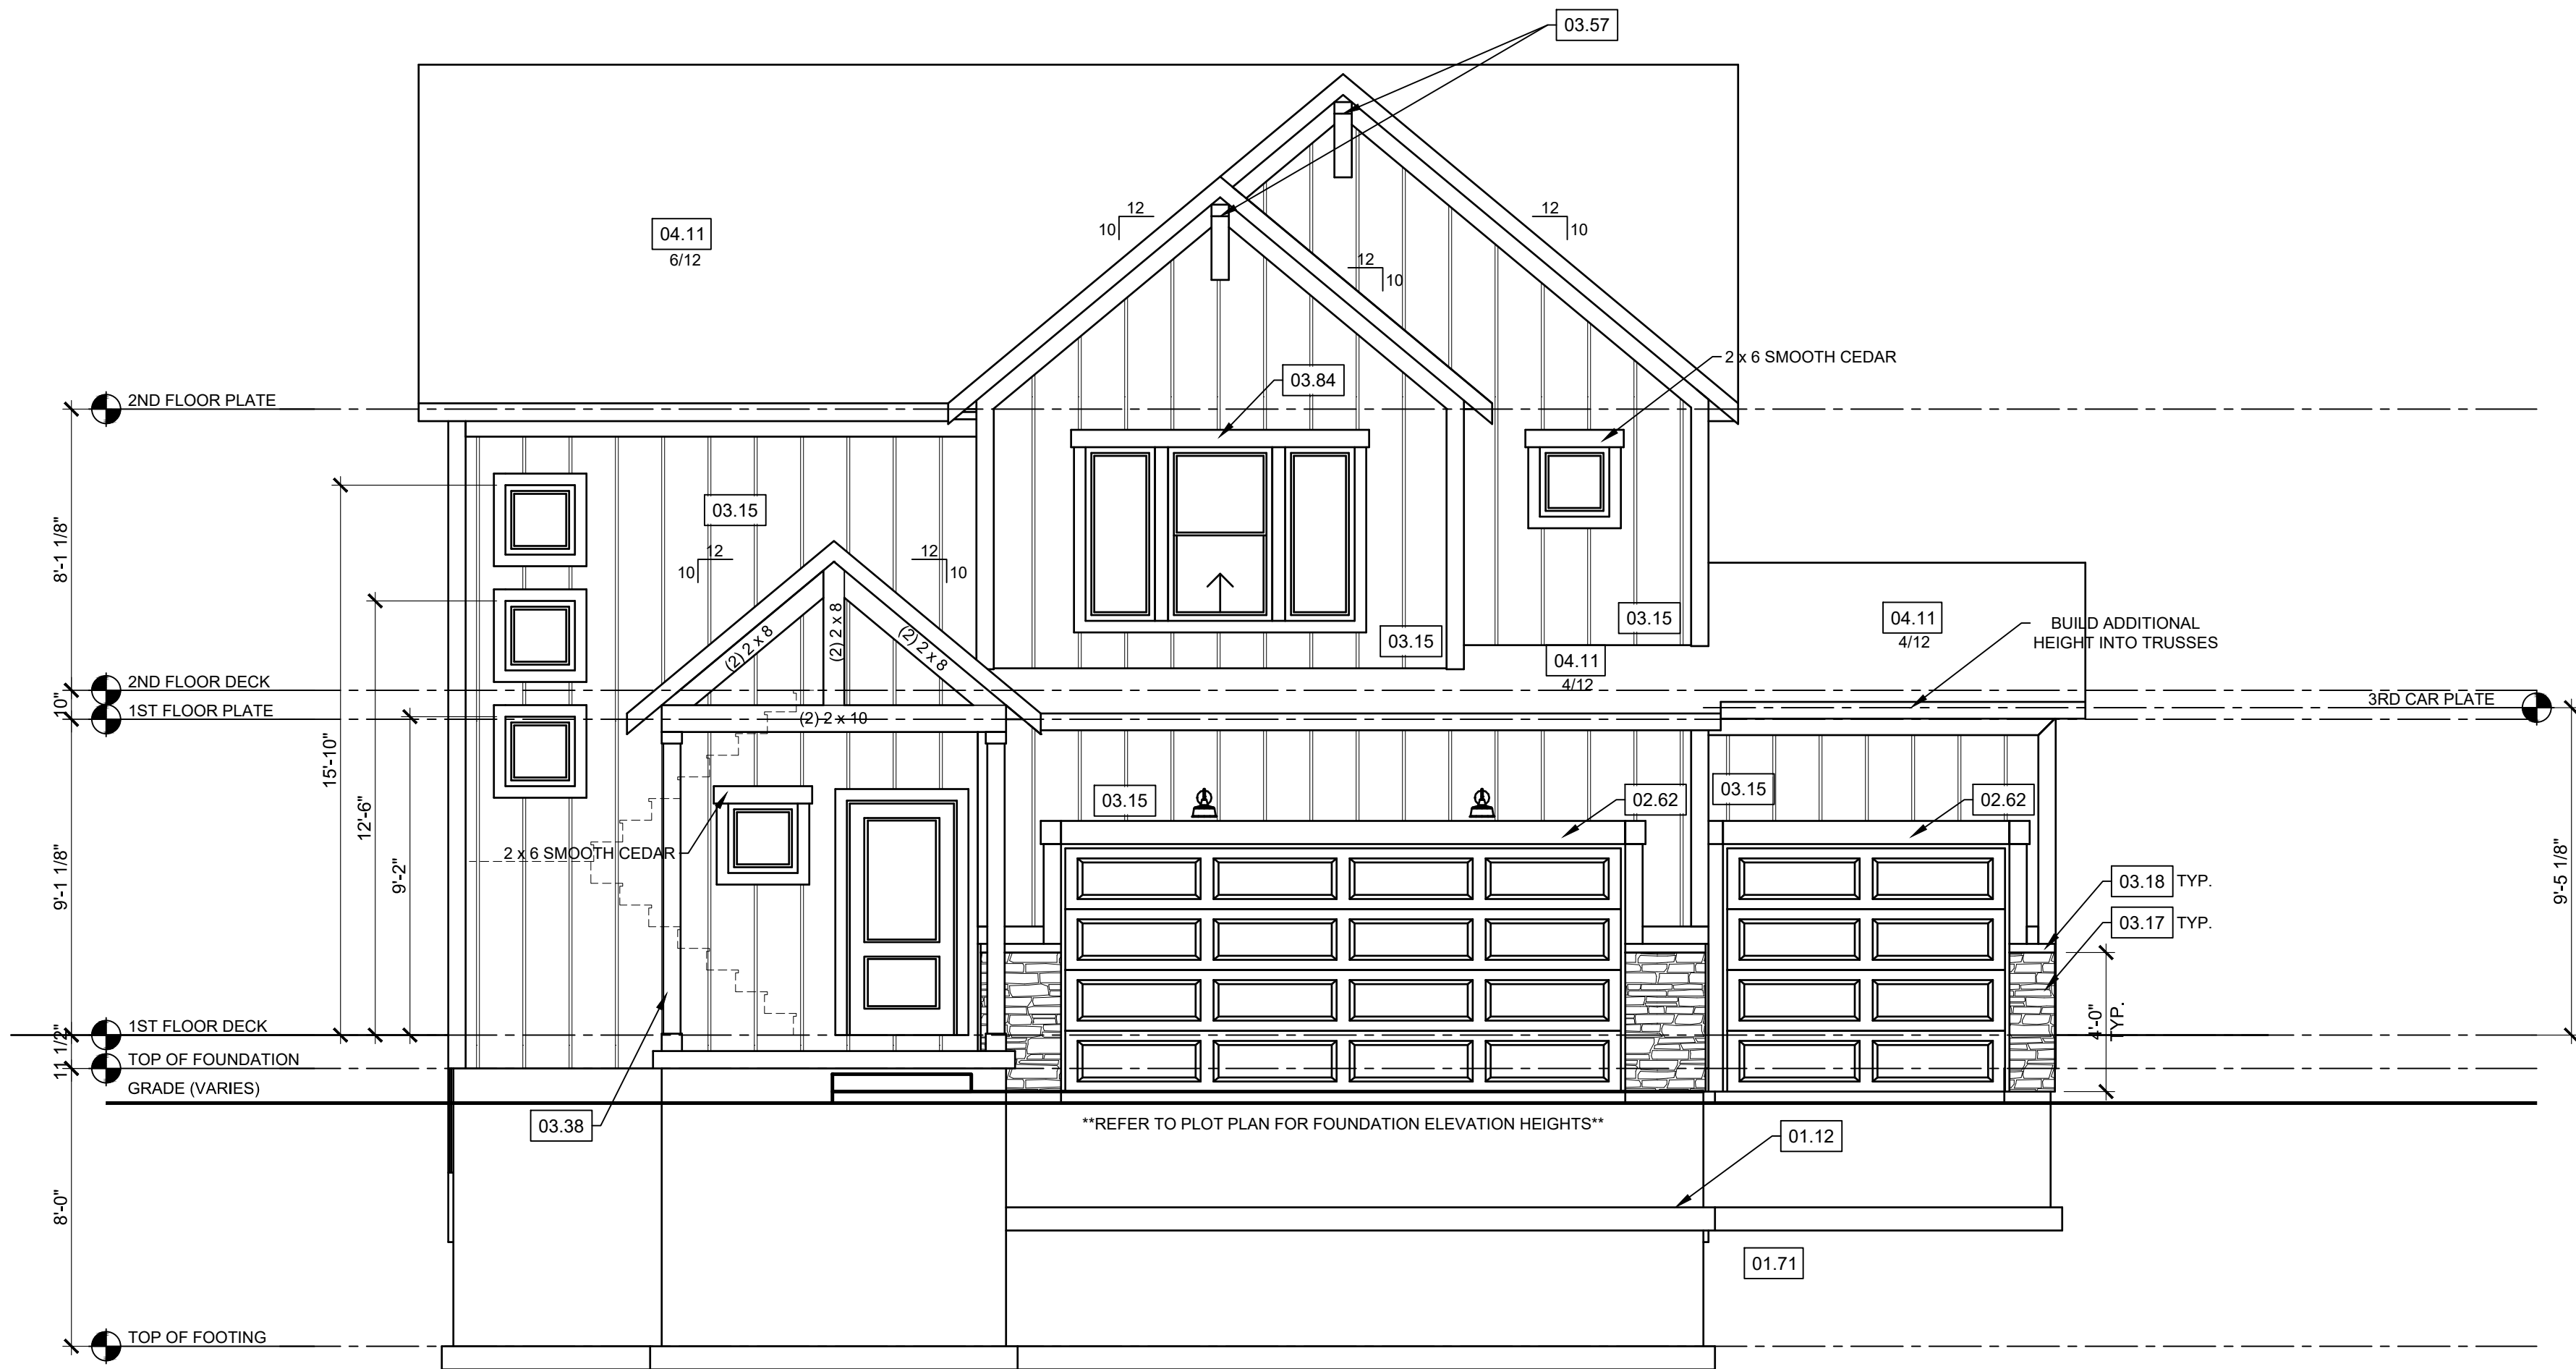 03.57
12
10
12
10
04.11
6/12
12
10
2 x 6 SMOOTH CEDAR
03.84
2ND FLOOR PLATE
03.15
8'-1 1/8"
12
10
12
10
(2) 2 x 8
(2) 2 x 8
(2) 2 x 8
03.15
03.15
04.11
4/12
04.11
4/12
BUILD ADDITIONAL
HEIGHT INTO TRUSSES
2ND FLOOR DECK
10"
1ST FLOOR PLATE
(2) 2 x 10
3RD CAR PLATE
15'-10"
12'-6"
9'-2"
9'-1 1/8"
03.15
02.62
03.15
02.62
2 x 6 SMOOTH CEDAR
03.18 TYP.
03.17 TYP.
9'-5 1/8"
4'-0"
TYP.
1ST FLOOR DECK
11 1/2"
TOP OF FOUNDATION
GRADE (VARIES)
03.38
**REFER TO PLOT PLAN FOR FOUNDATION ELEVATION HEIGHTS**
01.12
8'-0"
01.71
TOP OF FOOTING